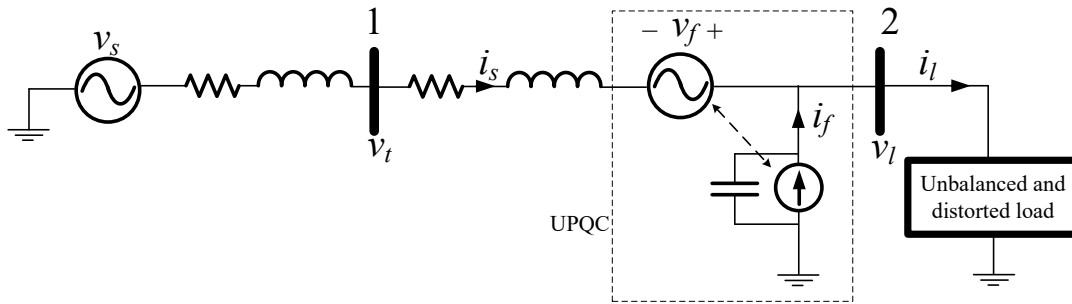 1
2
v_s
i_s
− v_f +
i_l
i_f
v_t
v_l
UPQC
Unbalanced and
distorted load